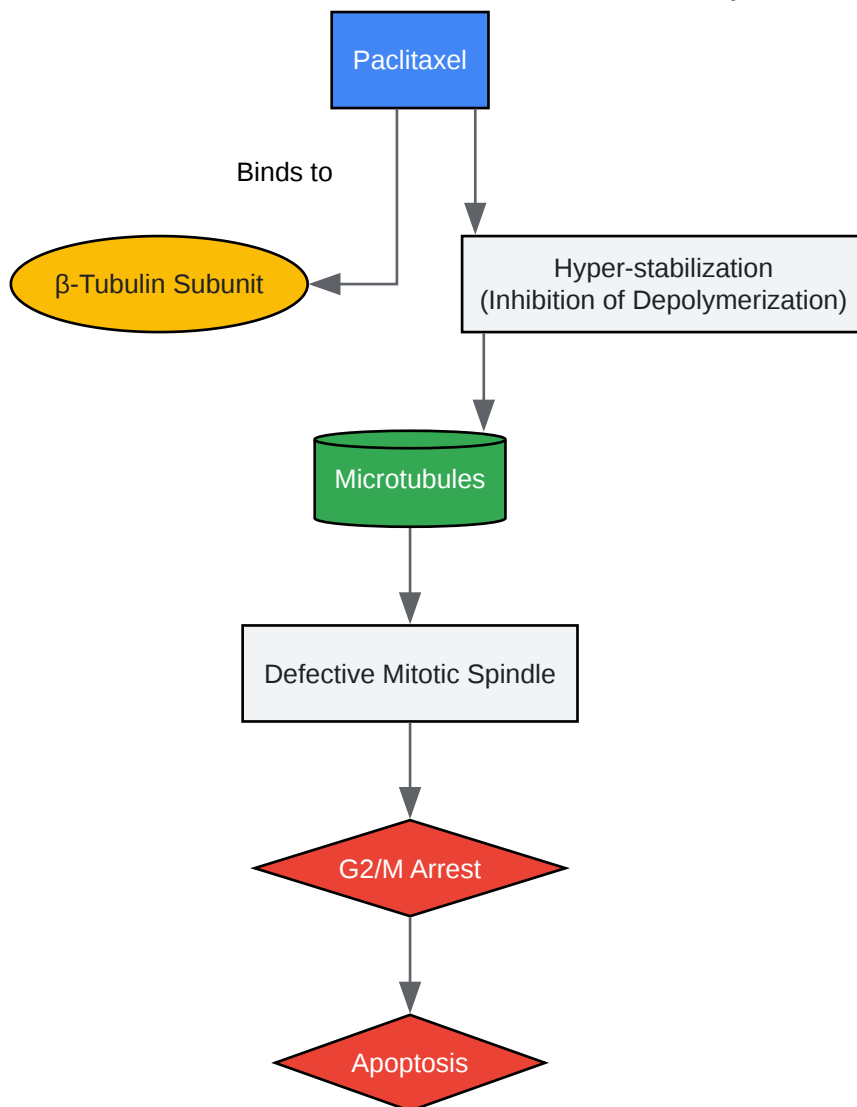 Paclitaxel
Binds to
β-Tubulin Subunit
Hyper-stabilization
(Inhibition of Depolymerization)
Microtubules
Defective Mitotic Spindle
G2/M Arrest
Apoptosis